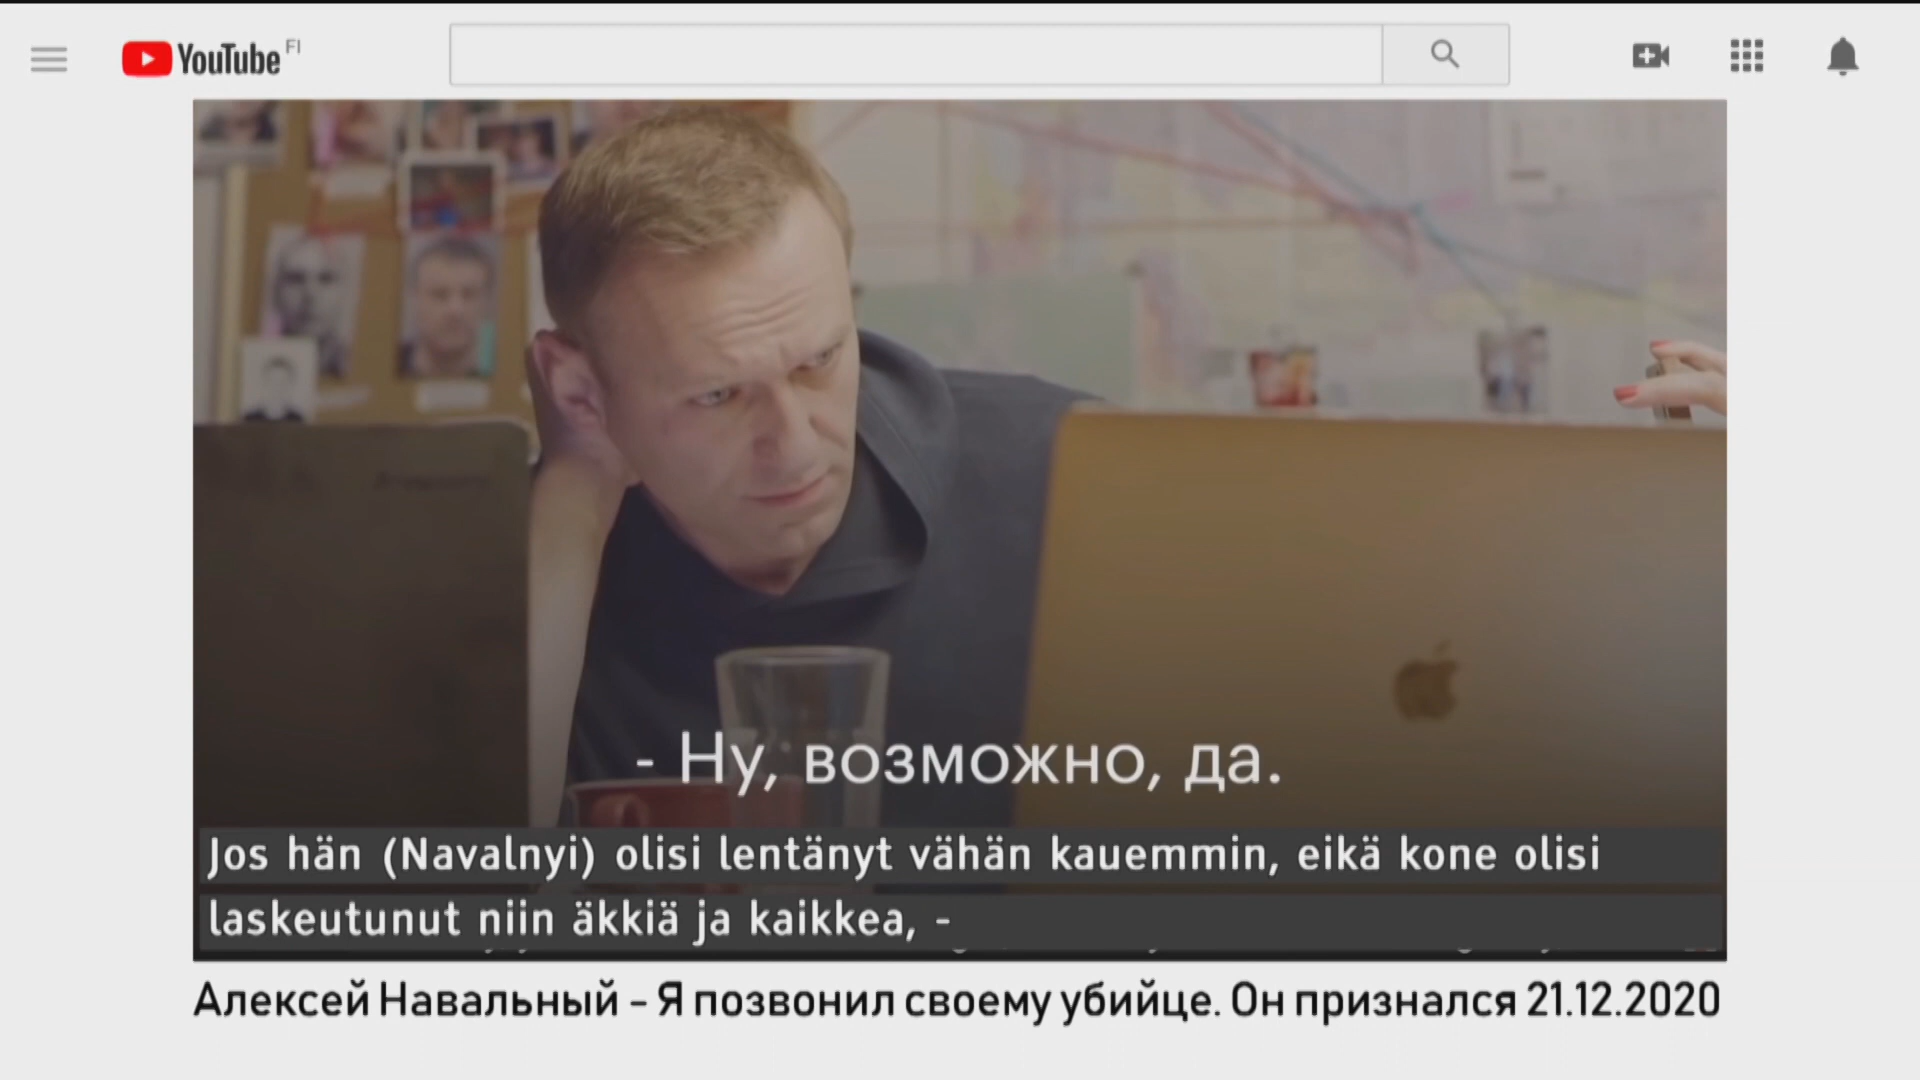 YouTube FI
- Ну, возможно, да.
Jos hän (Navalnyi) olisi lentänyt vähän kauemmin, eikä kone olisi
laskeutunut niin äkkiä ja kaikkea, -
Алексей Навальный – Я позвонил своему убийце. Он признался 21.12.2020